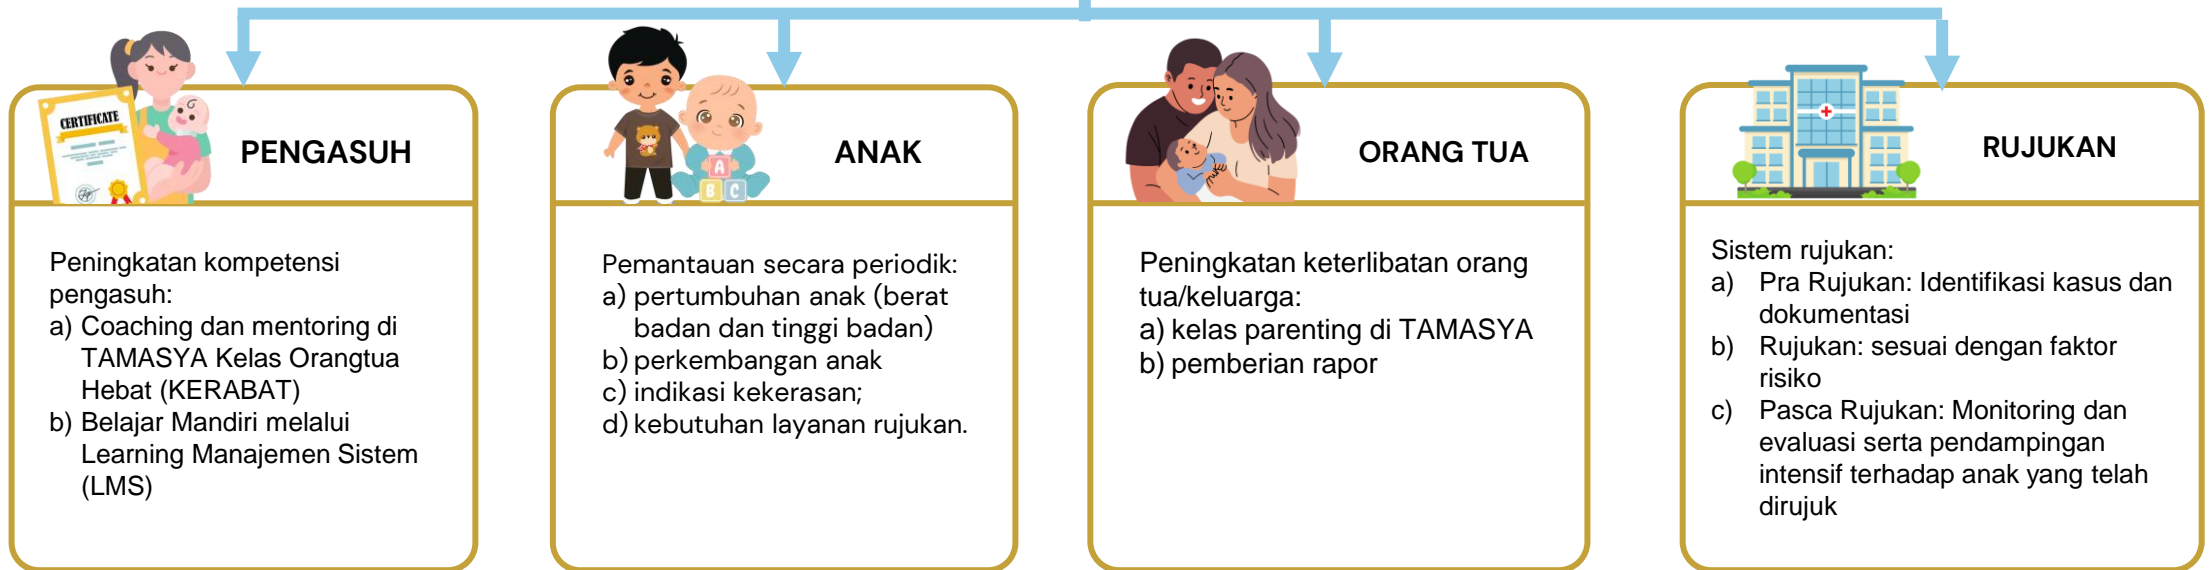 CERTIFICATE
PENGASUH
Peningkatan kompetensi
pengasuh:
a) Coaching dan mentoring di
TAMASYA Kelas Orangtua
Hebat (KERABAT)
b) Belajar Mandiri melalui
Learning Manajemen Sistem
(LMS)
A
B C
ANAK
Pemantauan secara periodik:
a) pertumbuhan anak (berat
badan dan tinggi badan)
b) perkembangan anak
c) indikasi kekerasan;
d) kebutuhan layanan rujukan.
ORANG TUA
Peningkatan keterlibatan orang
tua/keluarga:
a) kelas parenting di TAMASYA
b) pemberian rapor
RUJUKAN
Sistem rujukan:
a) Pra Rujukan: Identifikasi kasus dan
dokumentasi
b) Rujukan: sesuai dengan faktor
risiko
c) Pasca Rujukan: Monitoring dan
evaluasi serta pendampingan
intensif terhadap anak yang telah
dirujuk